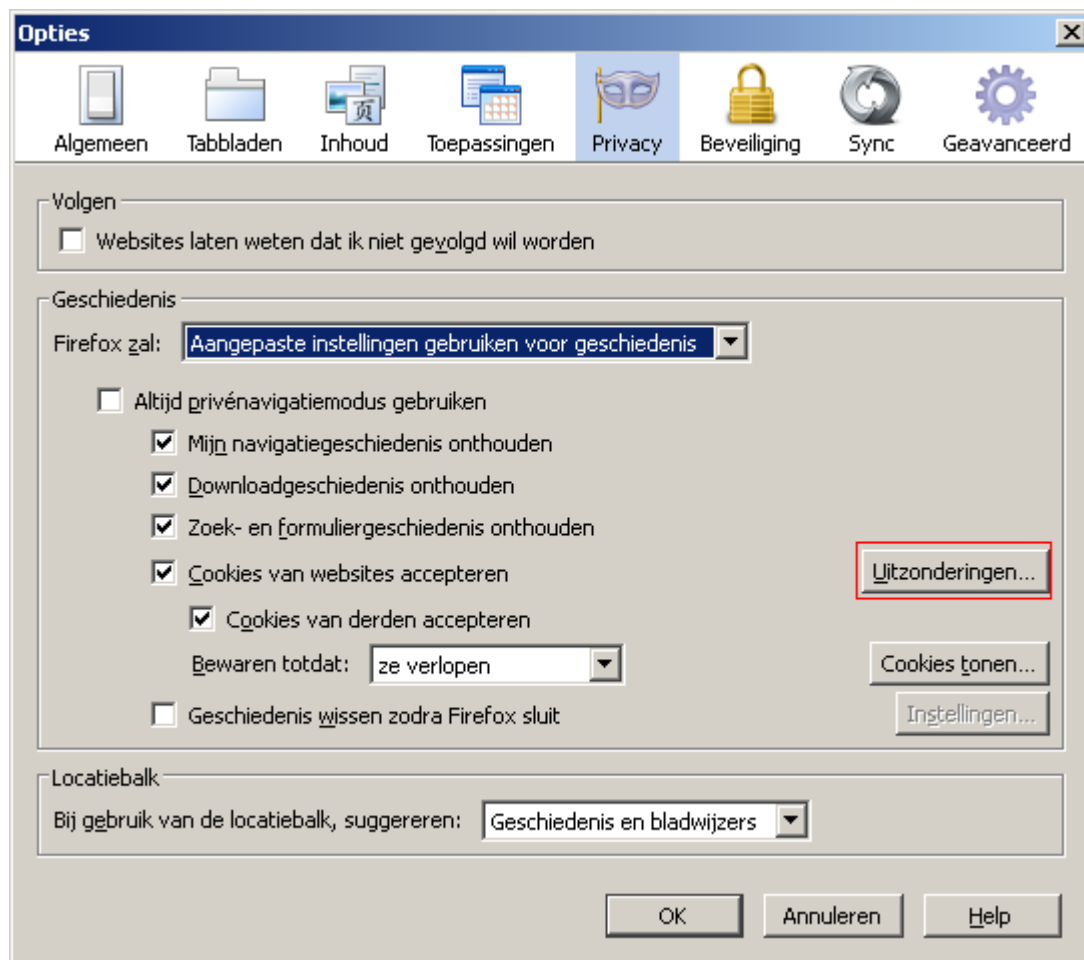 Opties
Algemeen Tabbladen Inhoud Toepassingen Privacy Beveiliging Sync Geavanceerd
页
Volgen
Websites laten weten dat ik niet gevolgd wil worden
Geschiedenis
Firefox zal: Aangepaste instellingen gebruiken voor geschiedenis
Altijd privénavigatiemodus gebruiken
Mijn navigatiegeschiedenis onthouden
Downloadgeschiedenis onthouden
Zoek- en formuliergeschiedenis onthouden
Cookies van websites accepteren Uitzonderingen...
Cookies van derden accepteren
Bewaren totdat: ze verlopen Cookies tonen...
Geschiedenis wissen zodra Firefox sluit Instellingen...
Locatiebalk
Bij gebruik van de locatiebalk, suggereren: Geschiedenis en bladwijzers
OK Annuleren Help